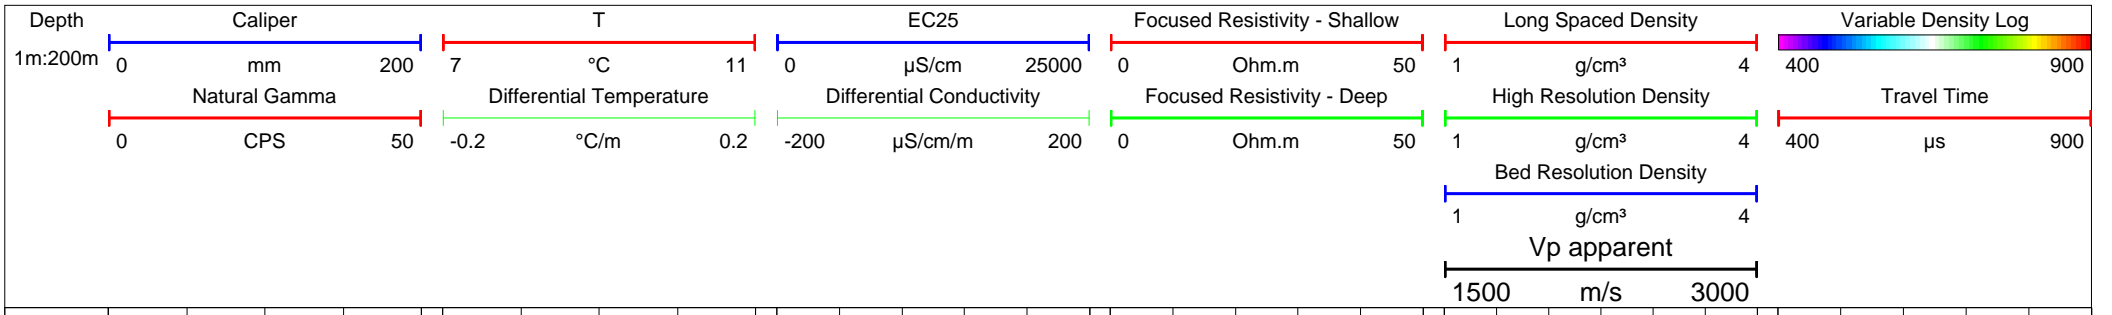 Depth Caliper T EC25 Focused Resistivity - Shallow Long Spaced Density Variable Density Log
1m:200m 0 mm 200 7 °C 11 0 µS/cm 25000 0 Ohm.m 50 1 g/cm³ 4 400 900
Natural Gamma Differential Temperature Differential Conductivity Focused Resistivity - Deep High Resolution Density Travel Time
0 CPS 50 -0.2 °C/m 0.2 -200 µS/cm/m 200 0 Ohm.m 50 1 g/cm³ 4 400 µs 900
Bed Resolution Density
1 g/cm³ 4
Vp apparent
1500 m/s 3000